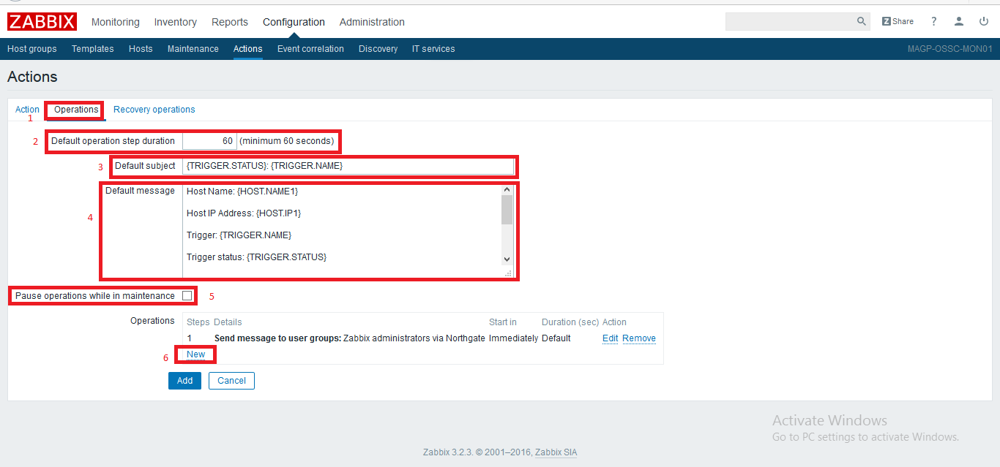 ZABBIX Monitoring Inventory Reports Configuration Administration Z Share ?
Host groups Templates Hosts Maintenance Actions Event correlation Discovery IT services MAGP-OSSC-MON01
Actions
Action Operations Recovery operations
1
2 Default operation step duration 60 (minimum 60 seconds)
3 Default subject {TRIGGER.STATUS}: {TRIGGER.NAME}
Default message Host Name: {HOST.NAME1}
Host IP Address: {HOST.IP1}
4
Trigger: {TRIGGER.NAME}
Trigger status: {TRIGGER.STATUS}
Pause operations while in maintenance 5
Operations Steps Details Start in Duration (sec) Action
1 Send message to user groups: Zabbix administrators via Northgate Immediately Default Edit Remove
6 New
Add Cancel
Activate Windows
Go to PC settings to activate Windows.
Zabbix 3.2.3. © 2001–2016, Zabbix SIA